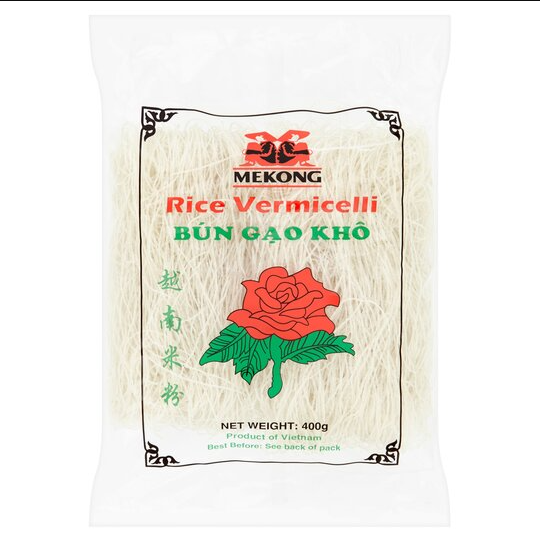 MEKONG
Rice Vermicelli
BÚN GẠO KHÔ
越南米粉
NET WEIGHT: 400g
Product of Vietnam
Best Before: See back of pack